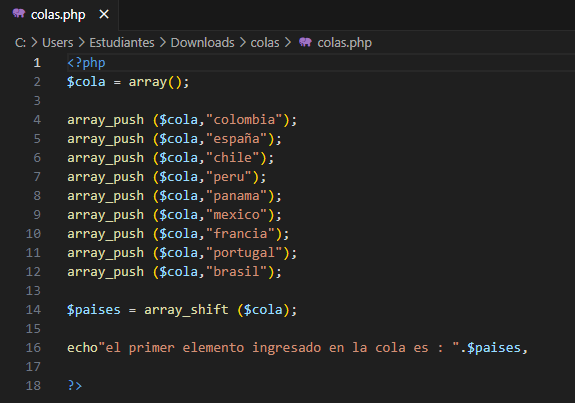 colas.php ×
C: > Users > Estudiantes > Downloads > colas > colas.php
1 <?php
2 $cola = array();
3
4 array_push ($cola,"colombia");
5 array_push ($cola,"españa");
6 array_push ($cola,"chile");
7 array_push ($cola,"peru");
8 array_push ($cola,"panama");
9 array_push ($cola,"mexico");
10 array_push ($cola,"francia");
11 array_push ($cola,"portugal");
12 array_push ($cola,"brasil");
13
14 $paises = array_shift ($cola);
15
16 echo"el primer elemento ingresado en la cola es : ".$paises,
17
18 ?>